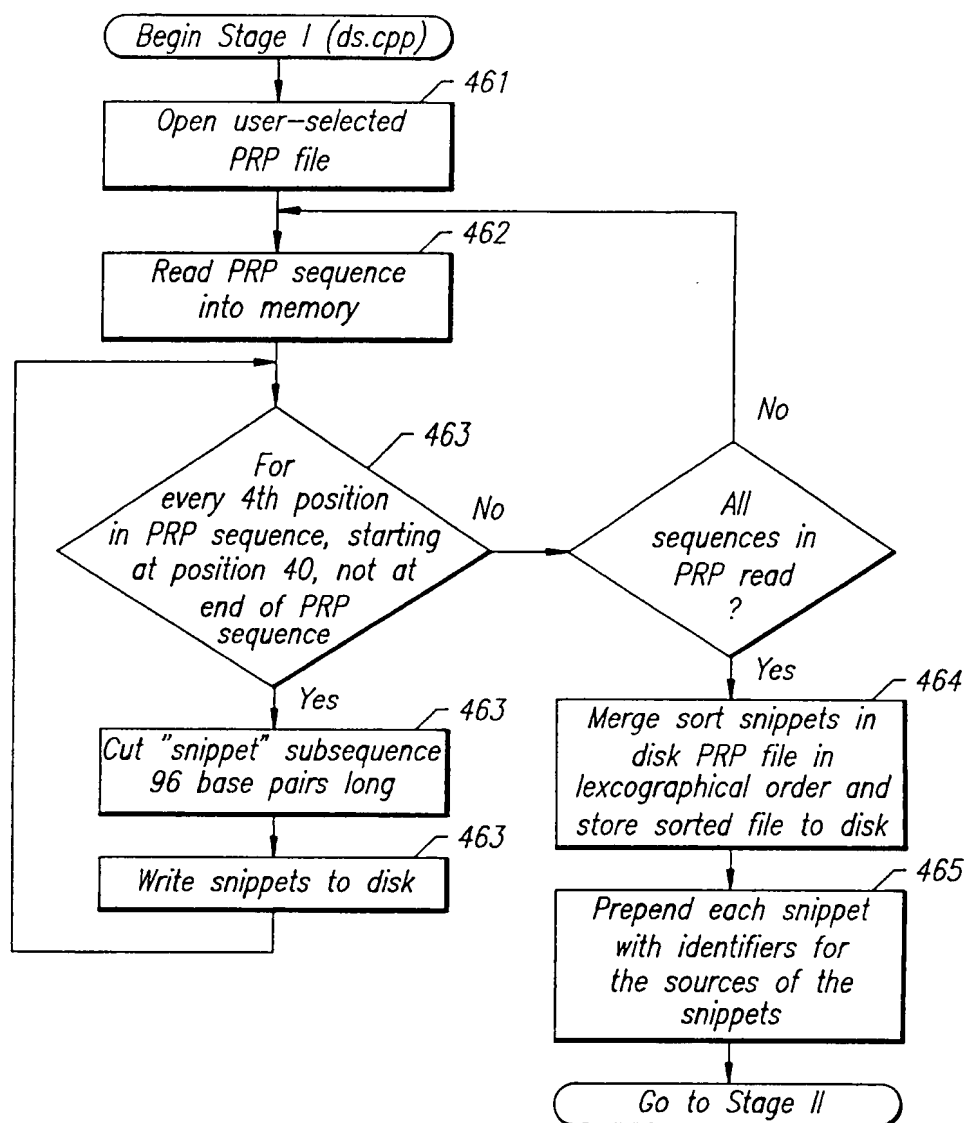 Begin Stage I (ds.cpp)
461
Open user-selected
PRP file
462
Read PRP sequence
into memory
463
For
every 4th position
in PRP sequence, starting
at position 40, not at
end of PRP
sequence
No
Yes
463
Cut "snippet" subsequence
96 base pairs long
463
Write snippets to disk
No
All
sequences in
PRP read
?
Yes
464
Merge sort snippets in
disk PRP file in
lexcographical order and
store sorted file to disk
465
Prepend each snippet
with identifiers for
the sources of the
snippets
Go to Stage II